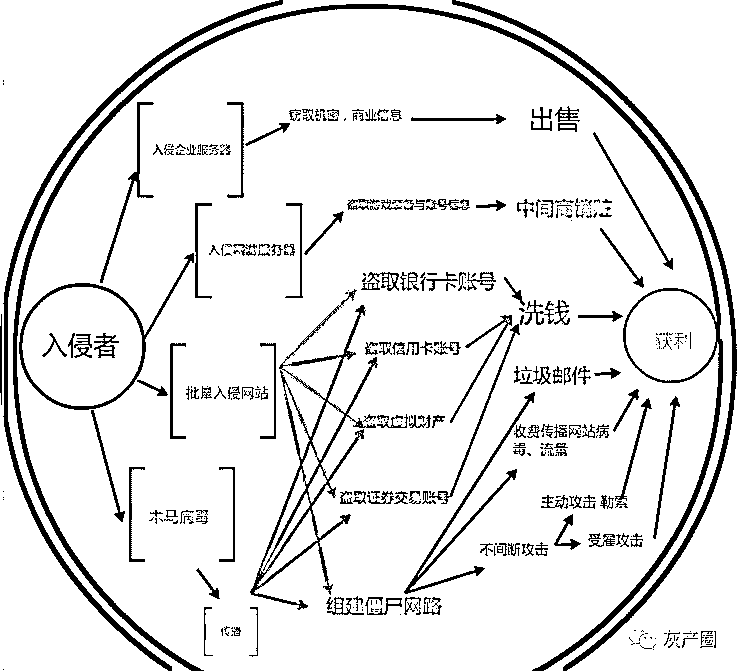 窃取机密，商业信息
出售
入侵企业服务器
盗取游戏装备与账号信息
中间商销赃
入侵网游服务器
盗取银行卡账号
洗钱
入侵者
获利
盗取信用卡账号
垃圾邮件
批量入侵网站
盗取虚拟财产
收费传播网站病
毒、流氓
盗取证券交易账号
主动攻击 勒索
木马病毒
不间断攻击
受雇攻击
组建僵尸网路
传播
灰产圈